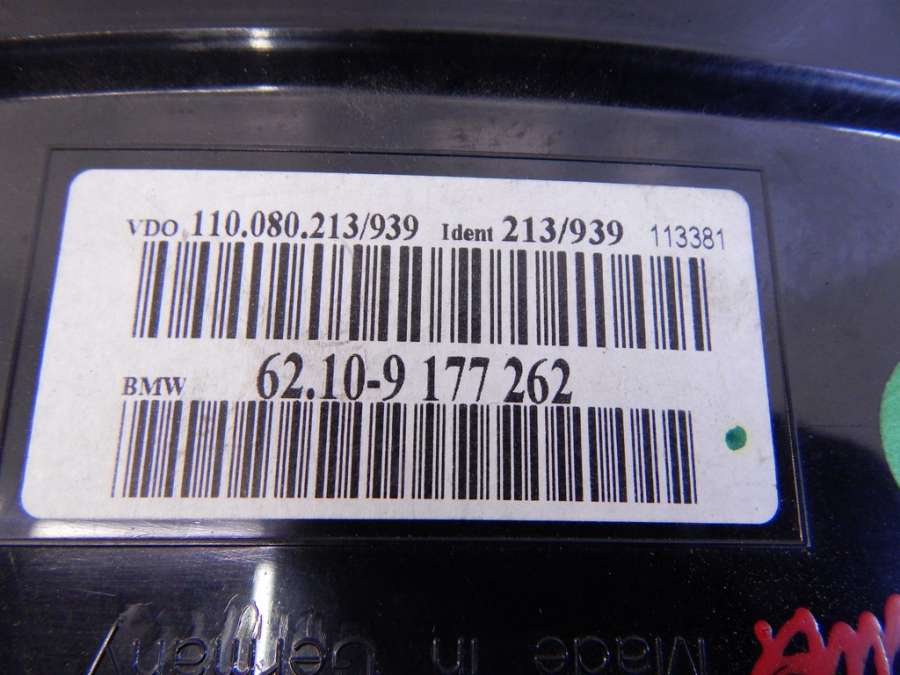 VDO 110.080.213/939 Ident 213/939 113381
BMW 62.10-9 177 262
Made in Germany